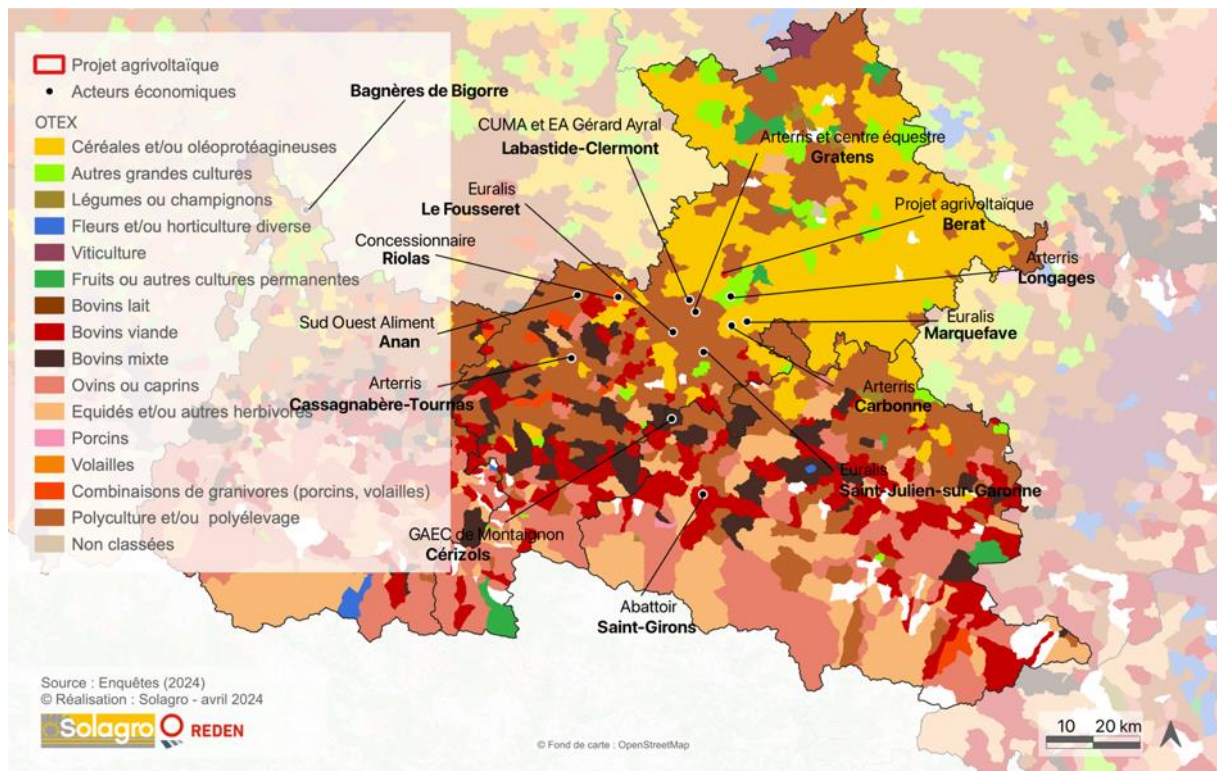 Projet agrivoltaïque
Acteurs économiques
OTEX
Céréales et/ou oléoprotéagineuses
Autres grandes cultures
Légumes ou champignons
Fleurs et/ou horticulture diverse
Viticulture
Fruits ou autres cultures permanentes
Bovins lait
Bovins viande
Bovins mixte
Ovins ou caprins
Equidés et/ou autres herbivores
Porcins
Volailles
Combinaisons de granivores (porcins, volailles)
Polyculture et/ou polyélevage
Non classées
Bagnères de Bigorre
CUMA et EA Gérard Ayral
Labastide-Clermont
Arterris et centre équestre
Gratens
Euralis
Le Fousseret
Projet agrivoltaïque
Berat
Concessionnaire
Riolas
Arterris
Longages
Sud Ouest Aliment
Anan
Euralis
Marquefave
Arterris
Cassagnabère-Tournas
Arterris
Carbonne
Euralis
Saint-Julien-sur-Garonne
GAEC de Montaignon
Cérizols
Abattoir
Saint-Girons
Source : Enquêtes (2024)
© Réalisation : Solagro - avril 2024
Solagro
REDEN
© Fond de carte : OpenStreetMap
10 20 km